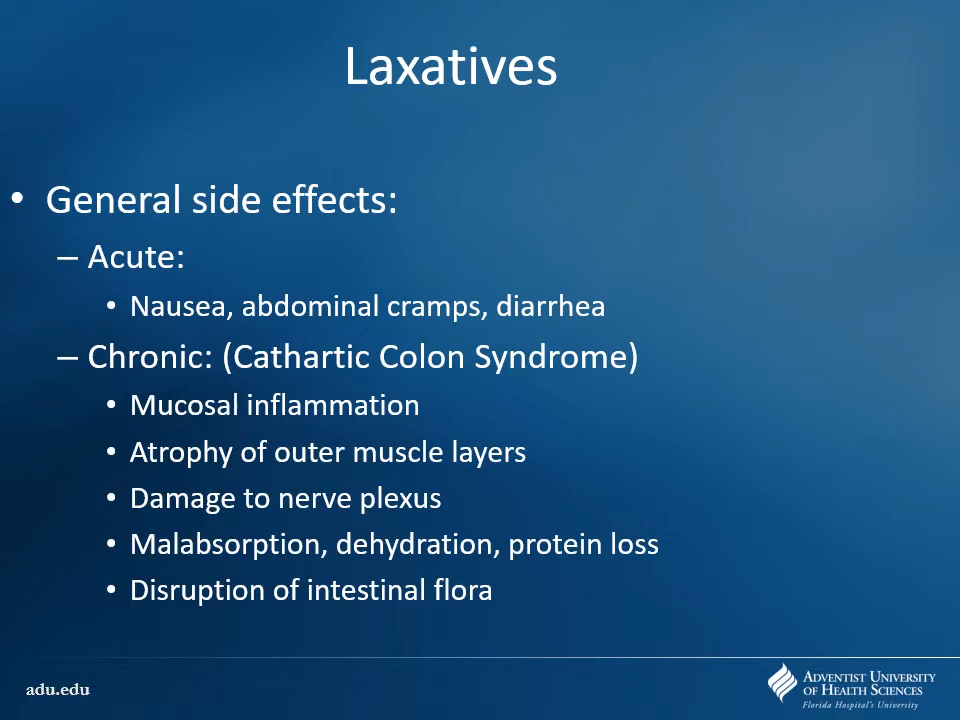 Laxatives
• General side effects:
– Acute:
• Nausea, abdominal cramps, diarrhea
– Chronic: (Cathartic Colon Syndrome)
• Mucosal inflammation
• Atrophy of outer muscle layers
• Damage to nerve plexus
• Malabsorption, dehydration, protein loss
• Disruption of intestinal flora
adu.edu
ADVENTIST UNIVERSITY
OF HEALTH SCIENCES
Florida Hospital's University